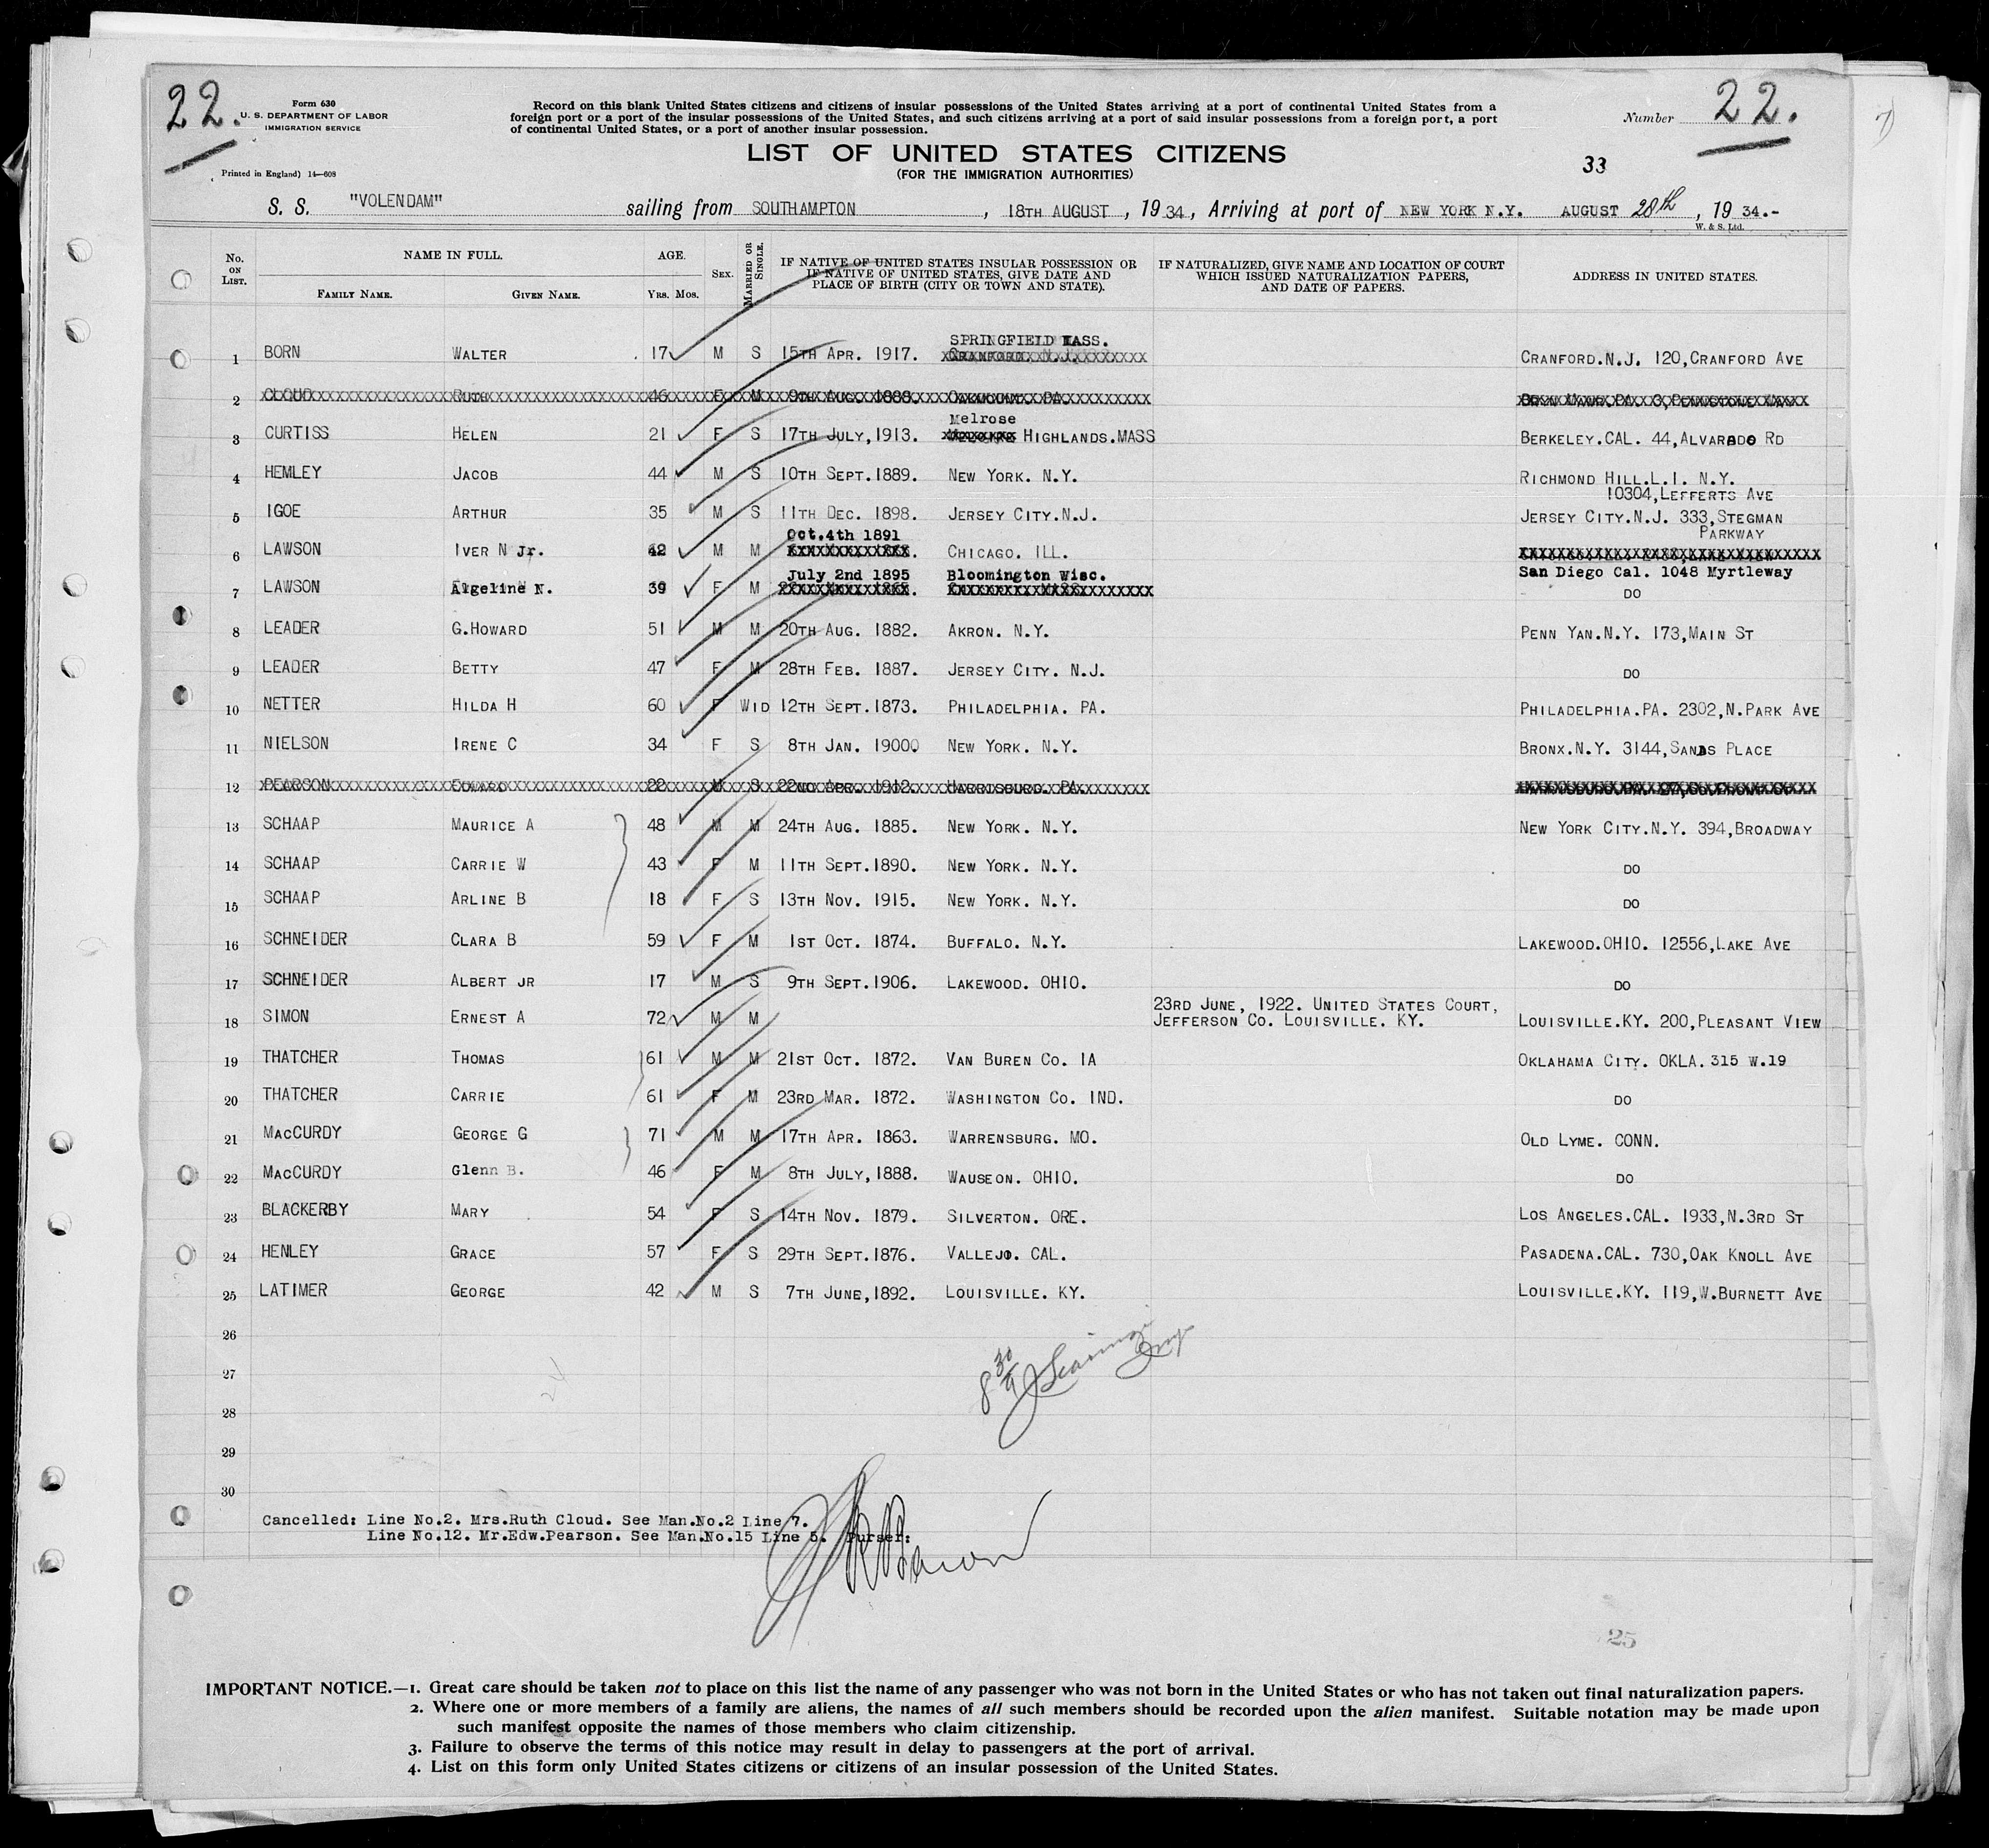 22.
Form 630
U. S. DEPARTMENT OF LABOR
IMMIGRATION SERVICE
Printed in England) 14—608
Record on this blank United States citizens and citizens of insular possessions of the United States arriving at a port of continental United States from a
foreign port or a port of the insular possessions of the United States, and such citizens arriving at a port of said insular possessions from a foreign port, a port
of continental United States, or a port of another insular possession.
Number 22.
LIST OF UNITED STATES CITIZENS
(FOR THE IMMIGRATION AUTHORITIES)
33
S. S. "VOLENDAM" sailing from SOUTHAMPTON, 18TH AUGUST, 1934, Arriving at port of NEW YORK N.Y. AUGUST 28th, 1934.-
W. & S. Ltd.
No. ON LIST. NAME IN FULL. FAMILY NAME. GIVEN NAME. AGE. YRS. MOS. SEX. MARRIED OR SINGLE. IF NATIVE OF UNITED STATES INSULAR POSSESSION OR IF NATIVE OF UNITED STATES, GIVE DATE AND PLACE OF BIRTH (CITY OR TOWN AND STATE). IF NATURALIZED, GIVE NAME AND LOCATION OF COURT WHICH ISSUED NATURALIZATION PAPERS, AND DATE OF PAPERS. ADDRESS IN UNITED STATES.
SPRINGFIELD MASS.
1 BORN WALTER 17 M S 15TH APR. 1917. CRANFORD. N.J. CRANFORD.N.J. 120,CRANFORD AVE
2 CLOUD RUTH 46 F M 9TH AUG. 1888. OAKMOUNT. PA.
Melrose
3 CURTISS HELEN 21 F S 17TH JULY,1913. HIGHLANDS.MASS BERKELEY.CAL. 44,ALVARADO RD
4 HEMLEY JACOB 44 M S 10TH SEPT.1889. NEW YORK. N.Y. RICHMOND HILL.L.I. N.Y.
10304,LEFFERTS AVE
5 IGOE ARTHUR 35 M S 11TH DEC. 1898. JERSEY CITY.N.J. JERSEY CITY.N.J. 333,STEGMAN
PARKWAY
Oct.4th 1891
6 LAWSON IVER N Jr. 42 M M CHICAGO. ILL.
July 2nd 1895 Bloomington Wisc. San Diego Cal. 1048 Myrtleway
7 LAWSON Algeline N. 39 F M DO
8 LEADER G.HOWARD 51 M M 20TH AUG. 1882. AKRON. N.Y. PENN YAN.N.Y. 173,MAIN ST
9 LEADER BETTY 47 F M 28TH FEB. 1887. JERSEY CITY. N.J. DO
10 NETTER HILDA H 60 F WID 12TH SEPT.1873. PHILADELPHIA. PA. PHILADELPHIA.PA. 2302,N.PARK AVE
11 NIELSON IRENE C 34 F S 8TH JAN. 19000 NEW YORK. N.Y. BRONX.N.Y. 3144,SANDS PLACE
12 PEARSON EDWARD 22 M S 22ND APR. 1912. HARRISBURG. PA.
13 SCHAAP MAURICE A 48 M M 24TH AUG. 1885. NEW YORK. N.Y. NEW YORK CITY.N.Y. 394,BROADWAY
14 SCHAAP CARRIE W 43 F M 11TH SEPT.1890. NEW YORK. N.Y. DO
15 SCHAAP ARLINE B 18 F S 13TH NOV. 1915. NEW YORK. N.Y. DO
16 SCHNEIDER CLARA B 59 F M 1ST OCT. 1874. BUFFALO. N.Y. LAKEWOOD.OHIO. 12556,LAKE AVE
17 SCHNEIDER ALBERT JR 17 M S 9TH SEPT.1906. LAKEWOOD. OHIO. DO
23RD JUNE, 1922. UNITED STATES COURT,
18 SIMON ERNEST A 72 M M JEFFERSON CO. LOUISVILLE. KY. LOUISVILLE.KY. 200,PLEASANT VIEW
19 THATCHER THOMAS 61 M M 21ST OCT. 1872. VAN BUREN CO. IA OKLAHOMA CITY. OKLA. 315 W.19
20 THATCHER CARRIE 61 F M 23RD MAR. 1872. WASHINGTON CO. IND. DO
21 MACCURDY GEORGE G 71 M M 17TH APR. 1863. WARRENSBURG. MO. OLD LYME. CONN.
22 MACCURDY Glenn B. 46 F M 8TH JULY,1888. WAUSEON. OHIO. DO
23 BLACKERBY MARY 54 F S 14TH NOV. 1879. SILVERTON. ORE. LOS ANGELES.CAL. 1933,N.3RD ST
24 HENLEY GRACE 57 F S 29TH SEPT.1876. VALLEJO. CAL. PASADENA.CAL. 730,OAK KNOLL AVE
25 LATIMER GEORGE 42 M S 7TH JUNE,1892. LOUISVILLE. KY. LOUISVILLE.KY. 119,W.BURNETT AVE
26
27
28
29
30
Cancelled: Line No.2. Mrs.Ruth Cloud. See Man.No.2 Line 7.
Line No.12. Mr.Edw.Pearson. See Man.No.15 Line 5. Purser:
25
IMPORTANT NOTICE.—1. Great care should be taken not to place on this list the name of any passenger who was not born in the United States or who has not taken out final naturalization papers.
2. Where one or more members of a family are aliens, the names of all such members should be recorded upon the alien manifest. Suitable notation may be made upon
such manifest opposite the names of those members who claim citizenship.
3. Failure to observe the terms of this notice may result in delay to passengers at the port of arrival.
4. List on this form only United States citizens or citizens of an insular possession of the United States.